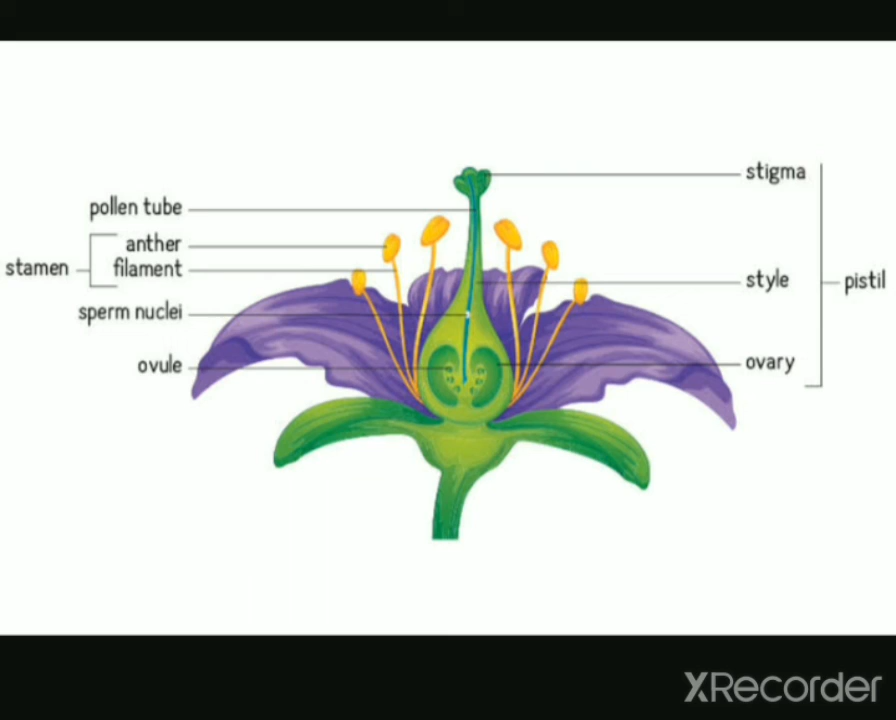 stigma
pollen tube
anther
stamen
filament
style
pistil
sperm nuclei
ovule
ovary
XRecorder